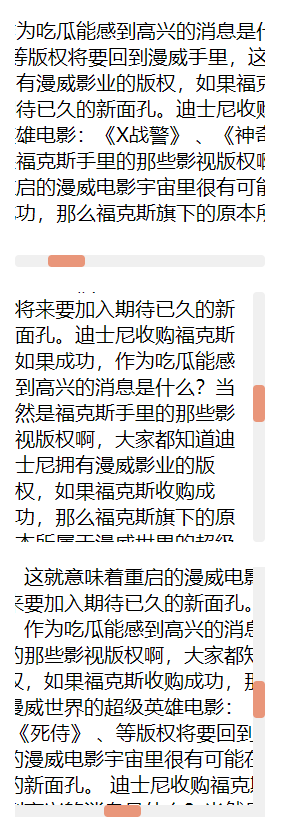 为吃瓜能感到高兴的消息是什
等版权将要回到漫威手里，这
有漫威影业的版权，如果福克
待已久的新面孔。迪士尼收购
雄电影：《X战警》、《神奇
福克斯手里的那些影视版权啊
启的漫威电影宇宙里很有可能
功，那么福克斯旗下的原本所
将来要加入期待已久的新
面孔。迪士尼收购福克斯
如果成功，作为吃瓜能感
到高兴的消息是什么？当
然是福克斯手里的那些影
视版权啊，大家都知道迪
士尼拥有漫威影业的版
权，如果福克斯收购成
功，那么福克斯旗下的原
本所属于漫威世界的超级
这就意味着重启的漫威电影
来要加入期待已久的新面孔。
作为吃瓜能感到高兴的消息
的那些影视版权啊，大家都知
权，如果福克斯收购成功，那
漫威世界的超级英雄电影：
《死侍》、等版权将要回到
的漫威电影宇宙里很有可能在
的新面孔。 迪士尼收购福克斯
到高兴的消息是什么？当然是